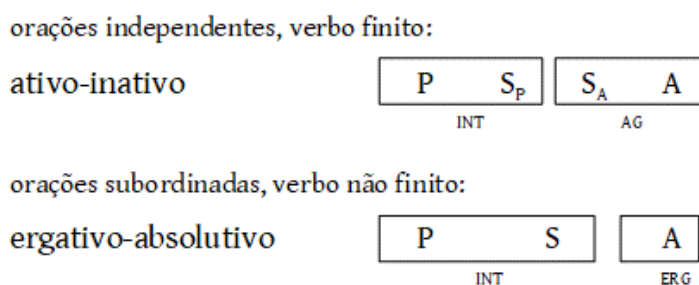 orações independentes, verbo finito:
ativo-inativo P S_P S_A A
INT AG
orações subordinadas, verbo não finito:
ergativo-absolutivo P S A
INT ERG